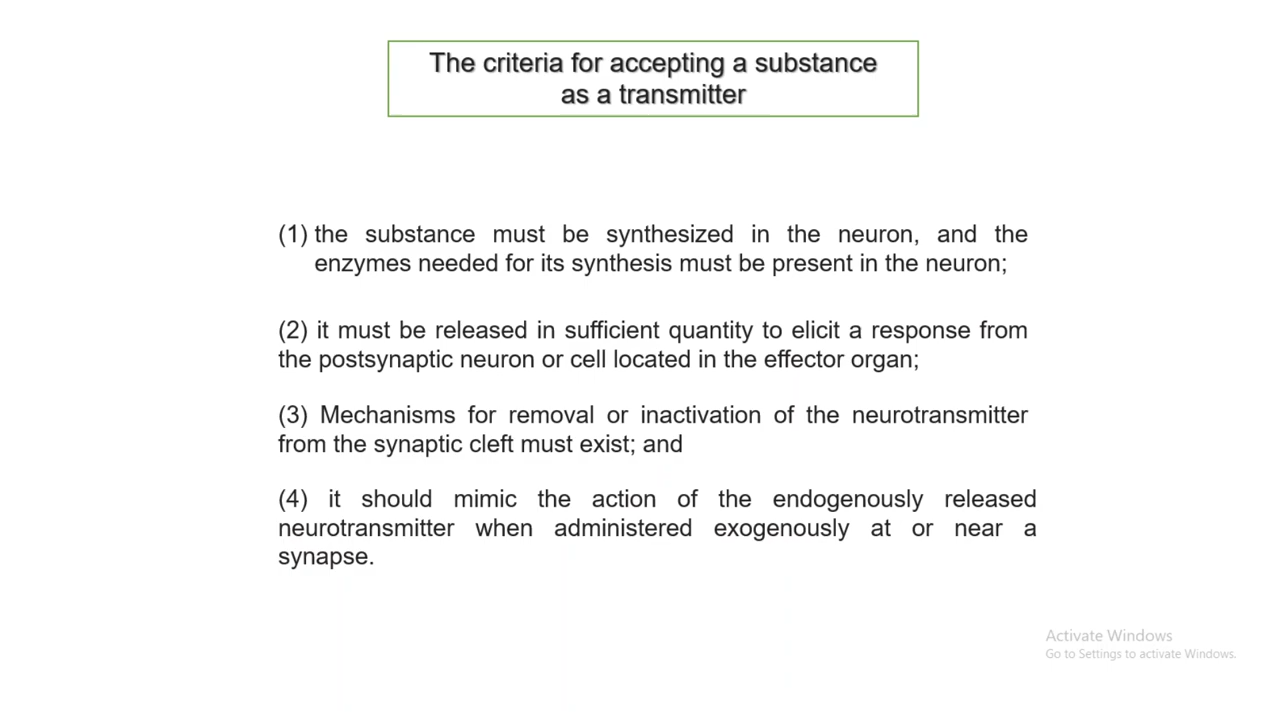 The criteria for accepting a substance
as a transmitter
(1) the substance must be synthesized in the neuron, and the
enzymes needed for its synthesis must be present in the neuron;
(2) it must be released in sufficient quantity to elicit a response from
the postsynaptic neuron or cell located in the effector organ;
(3) Mechanisms for removal or inactivation of the neurotransmitter
from the synaptic cleft must exist; and
(4) it should mimic the action of the endogenously released
neurotransmitter when administered exogenously at or near a
synapse.
Activate Windows
Go to Settings to activate Windows.